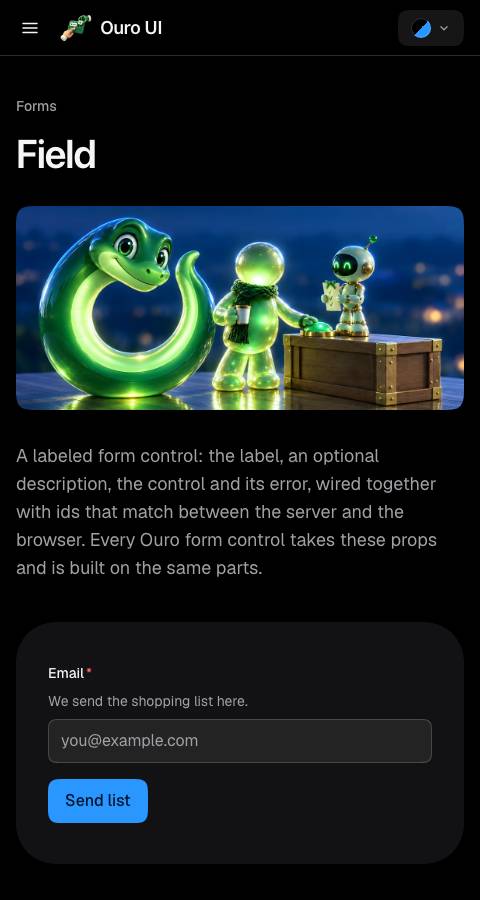 Ouro UI
Forms
Field
A labeled form control: the label, an optional
description, the control and its error, wired together
with ids that match between the server and the
browser. Every Ouro form control takes these props
and is built on the same parts.
Email*
We send the shopping list here.
you@example.com
Send list